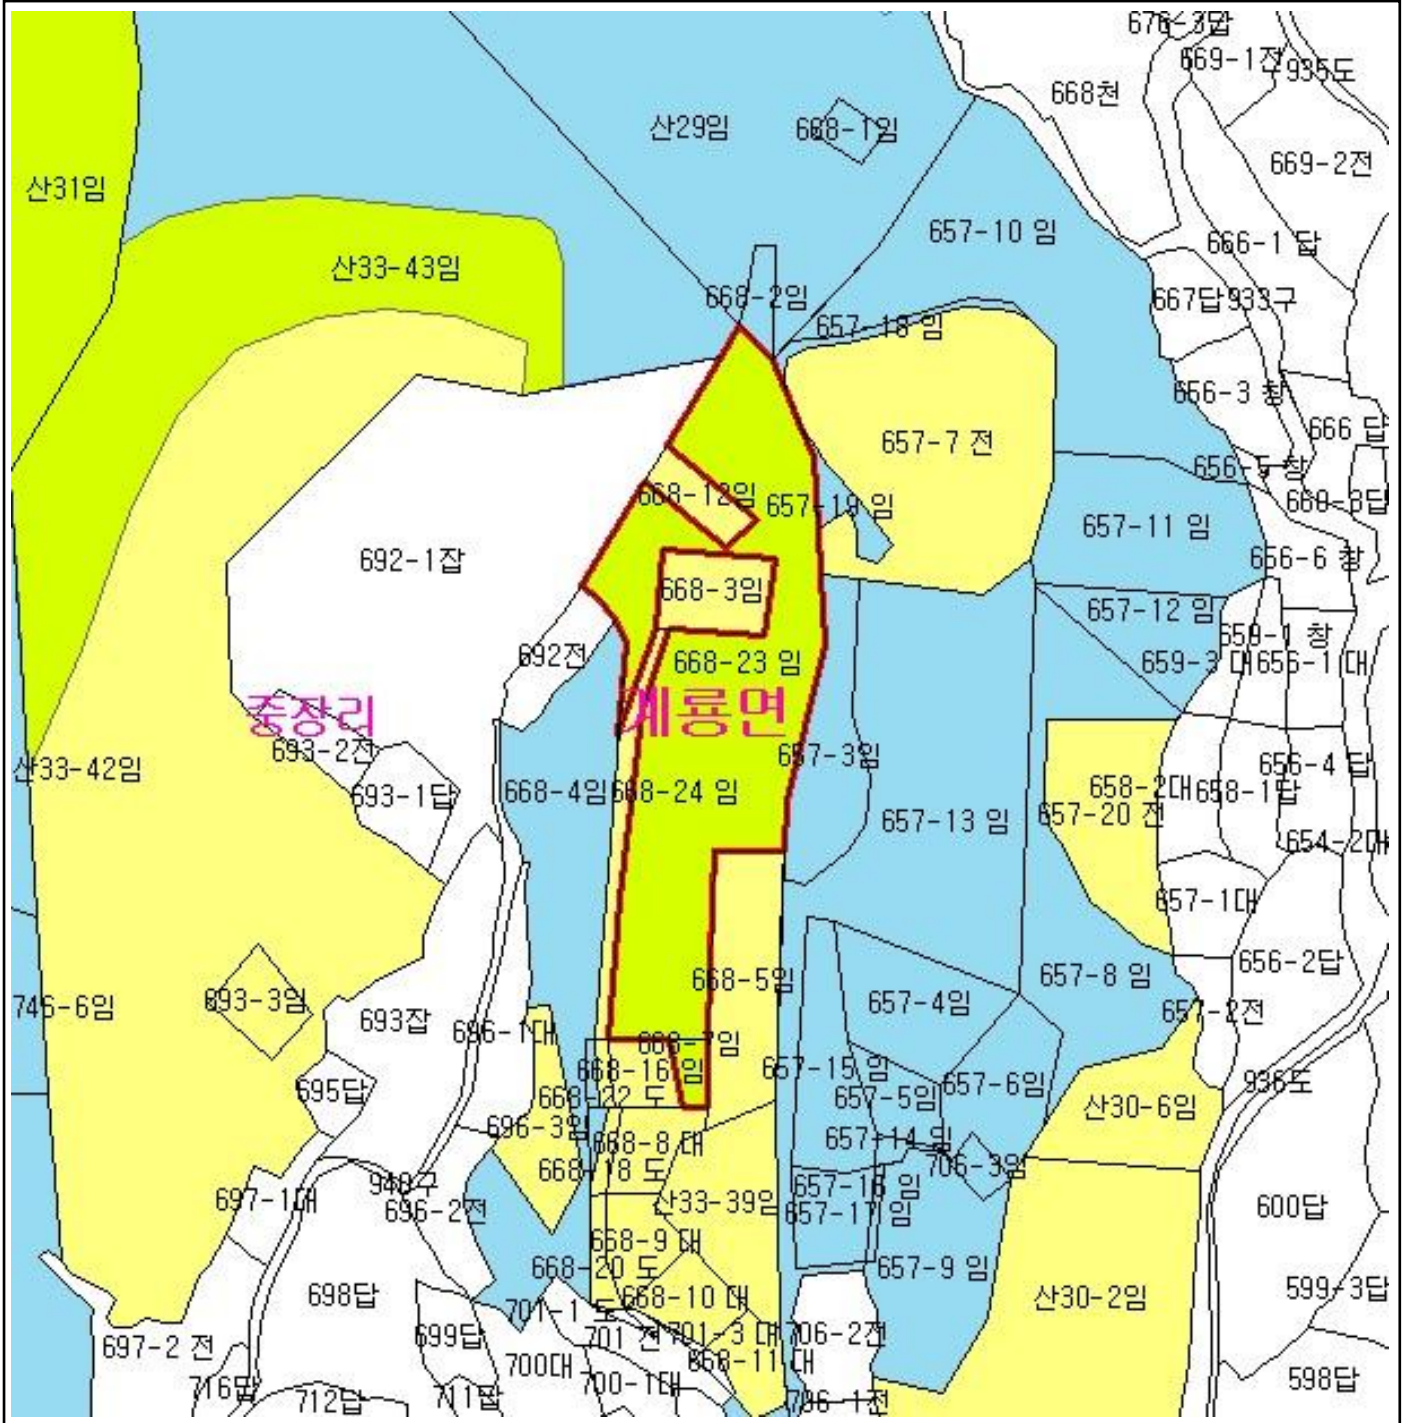 676-3답
669-1전
935도
668천
산29임
668-1임
669-2전
산31임
657-10 임
666-1 답
산33-43임
668-2임
667답
933구
657-18 임
656-3 창
666 답
657-7 전
656-5 창
668-12임
657-19 임
660-3답
657-11 임
692-1잡
656-6 창
668-3임
657-12 임
659-1 창
692전
668-23 임
659-3 대
656-1 대
중장리
계룡면
693-2전
657-3임
656-4 답
산33-42임
693-1답
668-4임
668-24 임
658-2대
658-1답
657-13 임
657-20 전
654-2대
657-1대
656-2답
668-5임
657-8 임
746-6임
693-3임
657-4임
657-2전
693잡
696-1대
668-7임
668-16 임
657-15 임
657-6임
936도
695답
668-22 도
657-5임
산30-6임
696-3임
668-8 대
657-14 임
668-18 도
706-3임
940구
697-1대
696-2전
산33-39임
657-16 임
657-17 임
600답
668-9 대
668-20 도
657-9 임
698답
668-10 대
산30-2임
599-3답
701-1 도
697-2 전
699답
701 전
701-3 대
706-2전
700대
668-11 대
716답
712답
711답
700-1대
706-1전
598답